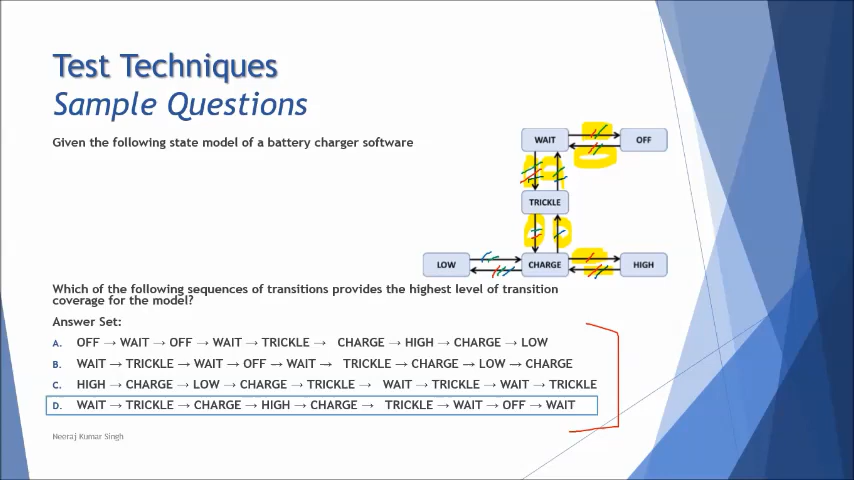 Test Techniques
Sample Questions
Given the following state model of a battery charger software
WAIT
OFF
TRICKLE
LOW
CHARGE
HIGH
Which of the following sequences of transitions provides the highest level of transition
coverage for the model?
Answer Set:
A. OFF → WAIT → OFF → WAIT → TRICKLE → CHARGE → HIGH → CHARGE → LOW
B. WAIT → TRICKLE → WAIT → OFF → WAIT → TRICKLE → CHARGE → LOW → CHARGE
C. HIGH → CHARGE → LOW → CHARGE → TRICKLE → WAIT → TRICKLE → WAIT → TRICKLE
D. WAIT → TRICKLE → CHARGE → HIGH → CHARGE → TRICKLE → WAIT → OFF → WAIT
Neeraj Kumar Singh